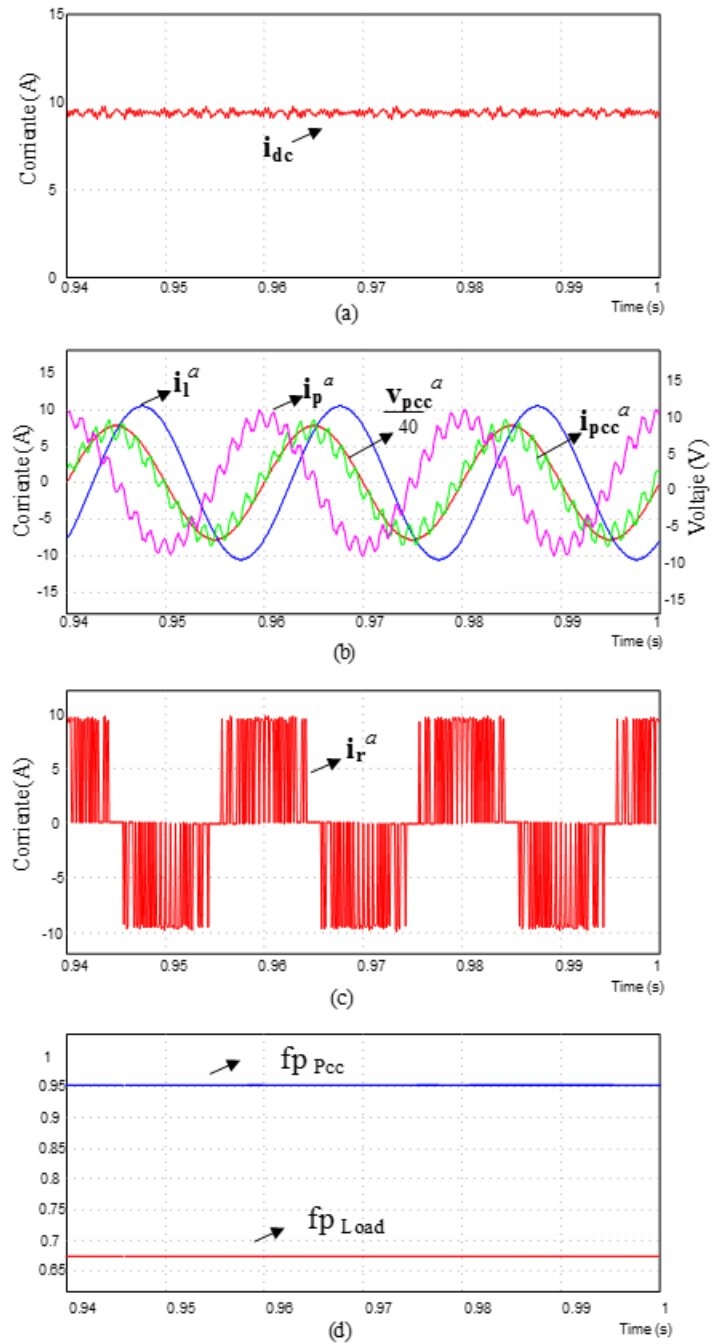 15
10
5
0
Corriente (A)
i_dc
0.94 0.95 0.96 0.97 0.98 0.99 1
Time (s)
(a)
15
10
5
0
-5
-10
-15
Corriente (A)
i_l^a
i_p^a
v_pcc^a
40
i_pcc^a
15
10
5
0
-5
-10
-15
Voltaje (V)
0.94 0.95 0.96 0.97 0.98 0.99 1
Time (s)
(b)
10
5
0
-5
-10
Corriente (A)
i_r^a
0.94 0.95 0.96 0.97 0.98 0.99 1
Time (s)
(c)
1
0.95
0.9
0.85
0.8
0.75
0.7
0.65
fp Pcc
fp Load
0.94 0.95 0.96 0.97 0.98 0.99 1
Time (s)
(d)